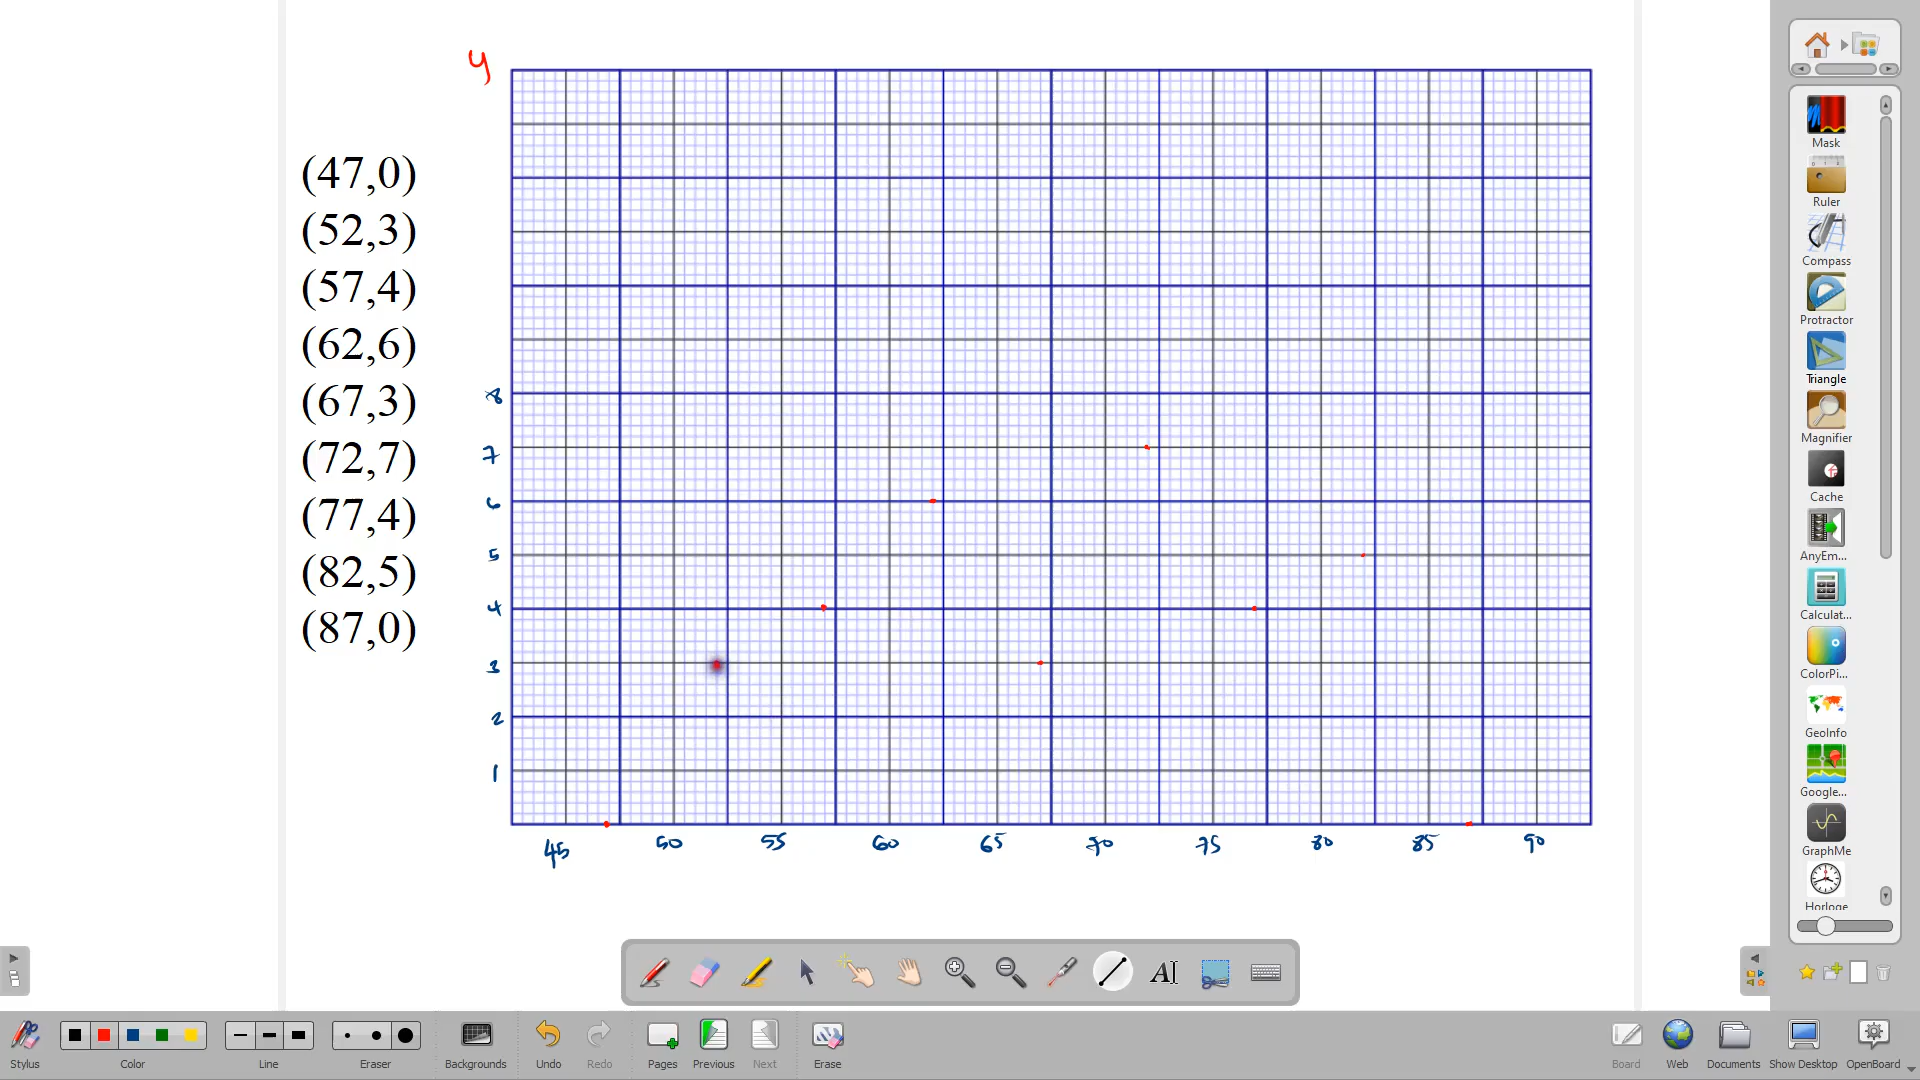 y
(47,0)
(52,3)
(57,4)
(62,6)
(67,3)
(72,7)
(77,4)
(82,5)
(87,0)
8
7
6
5
4
3
2
1
45 50 55 60 65 70 75 80 85 90
Mask
Ruler
Compass
Protractor
Triangle
Magnifier
Cache
AnyEm...
Calculat...
ColorPi...
GeoInfo
Google...
GraphMe
Horloge
Stylus
Color
Line
Eraser
Backgrounds
Undo
Redo
Pages
Previous
Next
Erase
Board
Web
Documents
Show Desktop
OpenBoard